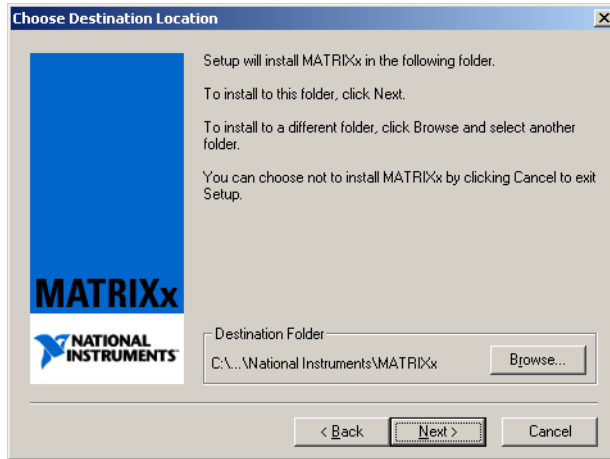 Choose Destination Location
Setup will install MATRIXx in the following folder.
To install to this folder, click Next.
To install to a different folder, click Browse and select another
folder.
You can choose not to install MATRIXx by clicking Cancel to exit
Setup.
MATRIXx
NATIONAL
INSTRUMENTS
Destination Folder
C:\...\National Instruments\MATRIXx
Browse...
< Back
Next >
Cancel